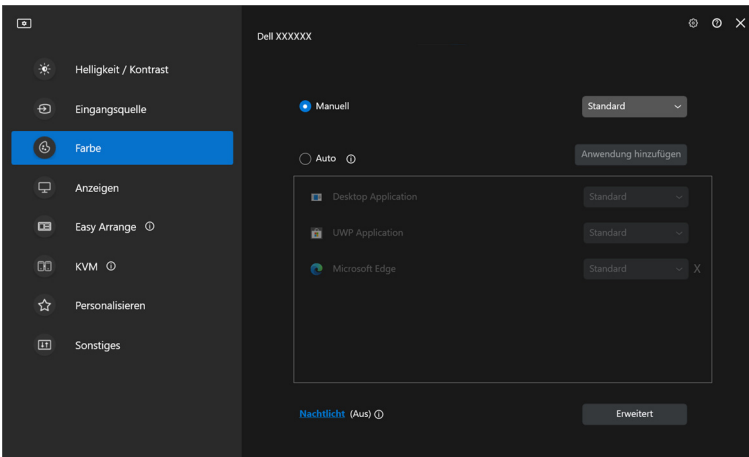 Dell XXXXXX
Helligkeit / Kontrast
Eingangsquelle
Farbe
Anzeigen
Easy Arrange
KVM
Personalisieren
Sonstiges
Manuell
Standard
Auto
Anwendung hinzufügen
Desktop Application
Standard
UWP Application
Standard
Microsoft Edge
Standard
X
Nachtlicht (Aus)
Erweitert